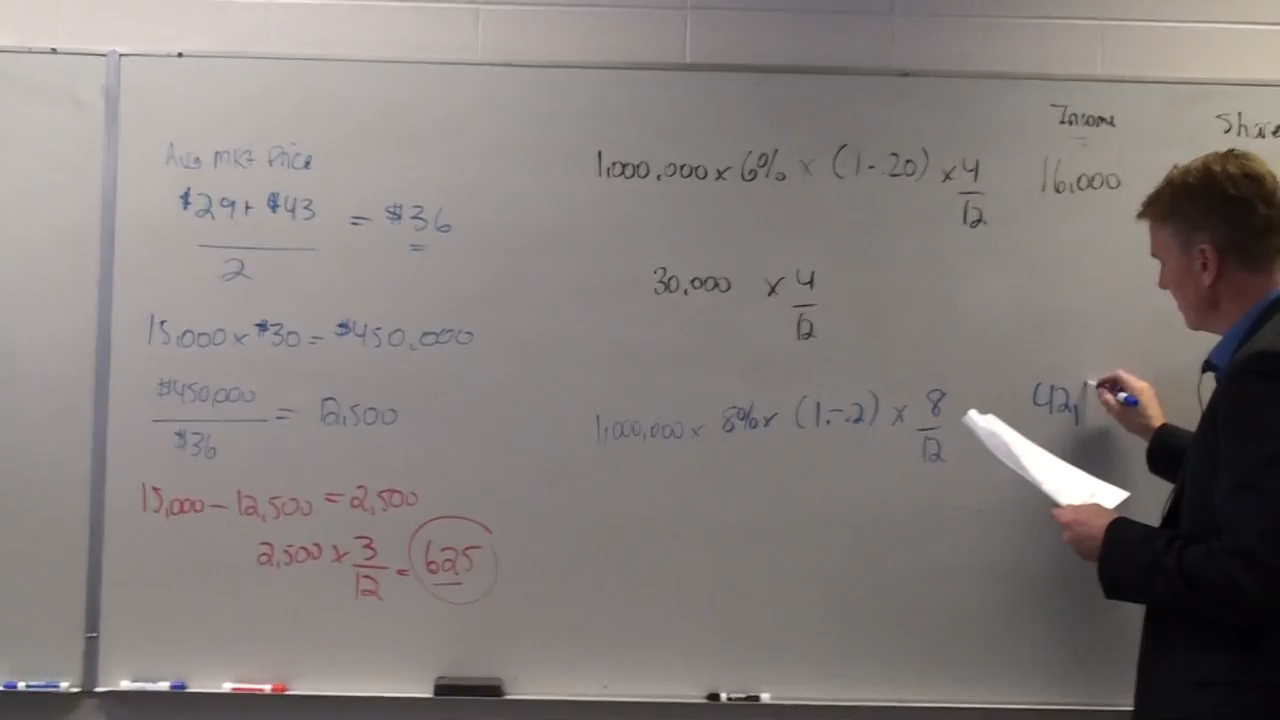 Avg MKt Price
$29 + $43 = $36
2
15,000 x $30 = $450,000
$450,000 = 12,500
$36
15,000 - 12,500 = 2,500
2,500 x 3 = 625
12
Income
Share
1,000,000 x 6% x (1-.20) x 4 16,000
12
30,000 x 4
12
1,000,000 x 8% x (1-.2) x 8 42,
12